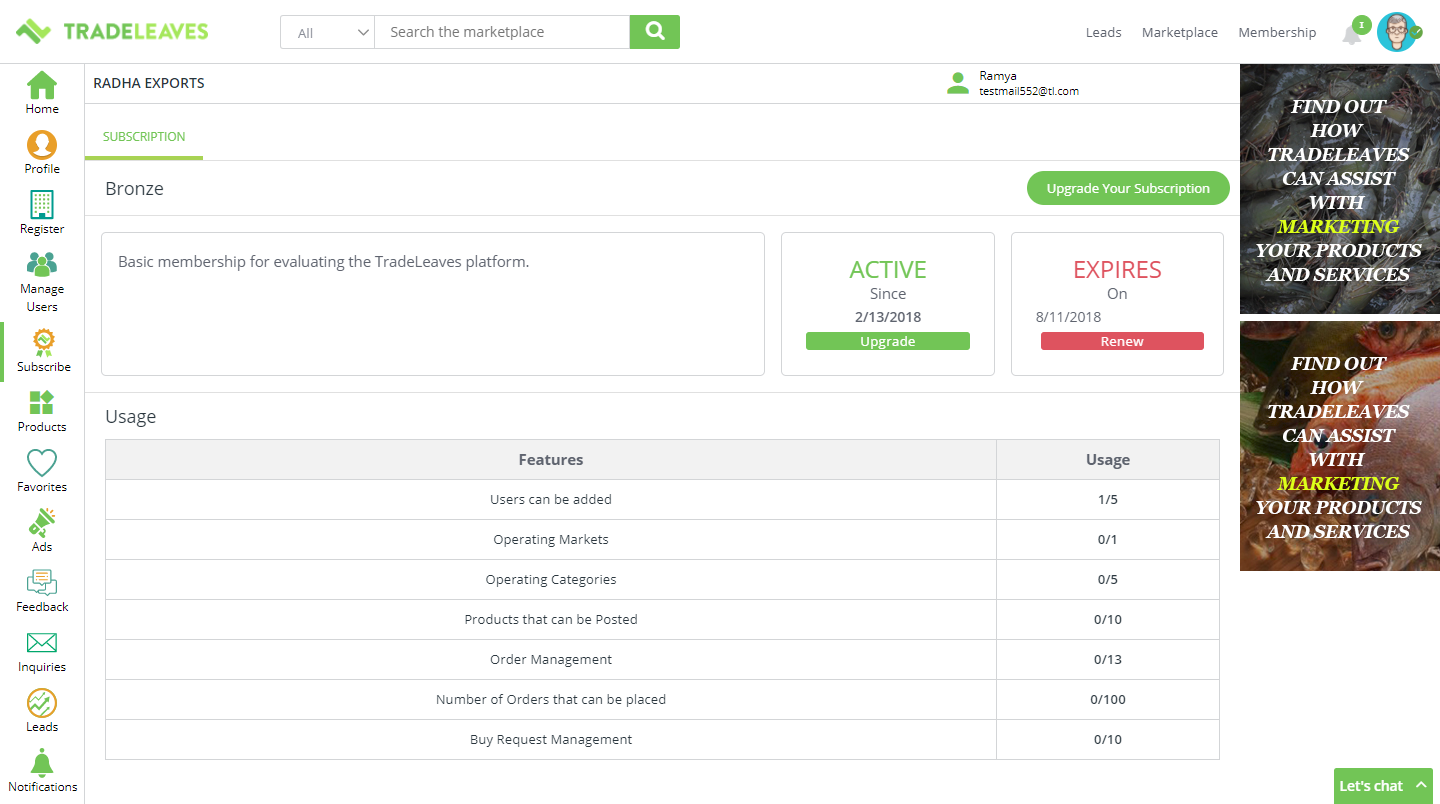 TRADELEAVES
All
Search the marketplace
Leads
Marketplace
Membership
1
Home
Profile
Register
Manage
Users
Subscribe
Products
Favorites
Ads
Feedback
Inquiries
Leads
Notifications
RADHA EXPORTS
Ramya
testmail552@tl.com
SUBSCRIPTION
Bronze
Upgrade Your Subscription
Basic membership for evaluating the TradeLeaves platform.
ACTIVE
Since
2/13/2018
Upgrade
EXPIRES
On
8/11/2018
Renew
Usage
Features Usage
Users can be added 1/5
Operating Markets 0/1
Operating Categories 0/5
Products that can be Posted 0/10
Order Management 0/13
Number of Orders that can be placed 0/100
Buy Request Management 0/10
FIND OUT
HOW
TRADELEAVES
CAN ASSIST
WITH
MARKETING
YOUR PRODUCTS
AND SERVICES
FIND OUT
HOW
TRADELEAVES
CAN ASSIST
WITH
MARKETING
YOUR PRODUCTS
AND SERVICES
Let's chat